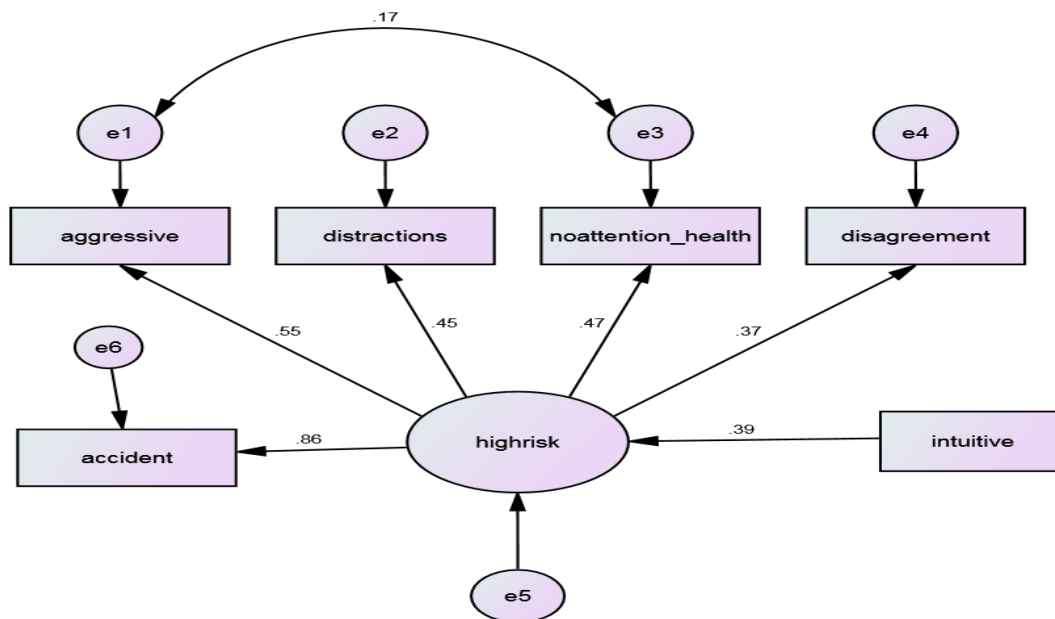 .17
e1
e2
e3
e4
aggressive
distractions
noattention_health
disagreement
.55
.45
.47
.37
e6
accident
.86
highrisk
.39
intuitive
e5